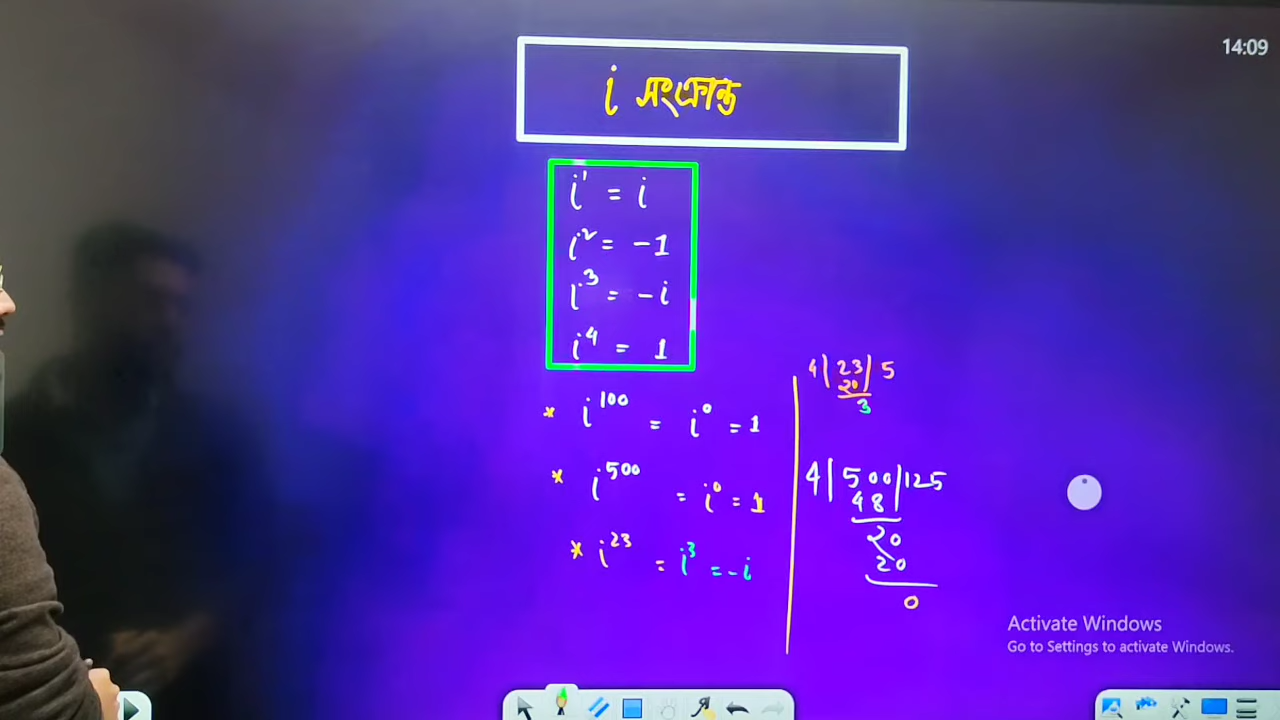 14:09
i সংক্রান্ত
i¹ = i
i² = -1
i³ = -i
i⁴ = 1
* i¹⁰⁰ = i⁰ = 1
* i⁵⁰⁰ = i⁰ = 1
* i²³ = i³ = -i
4 | 23 | 5
20
3
4 | 500 | 125
48
20
20
0
Activate Windows
Go to Settings to activate Windows.